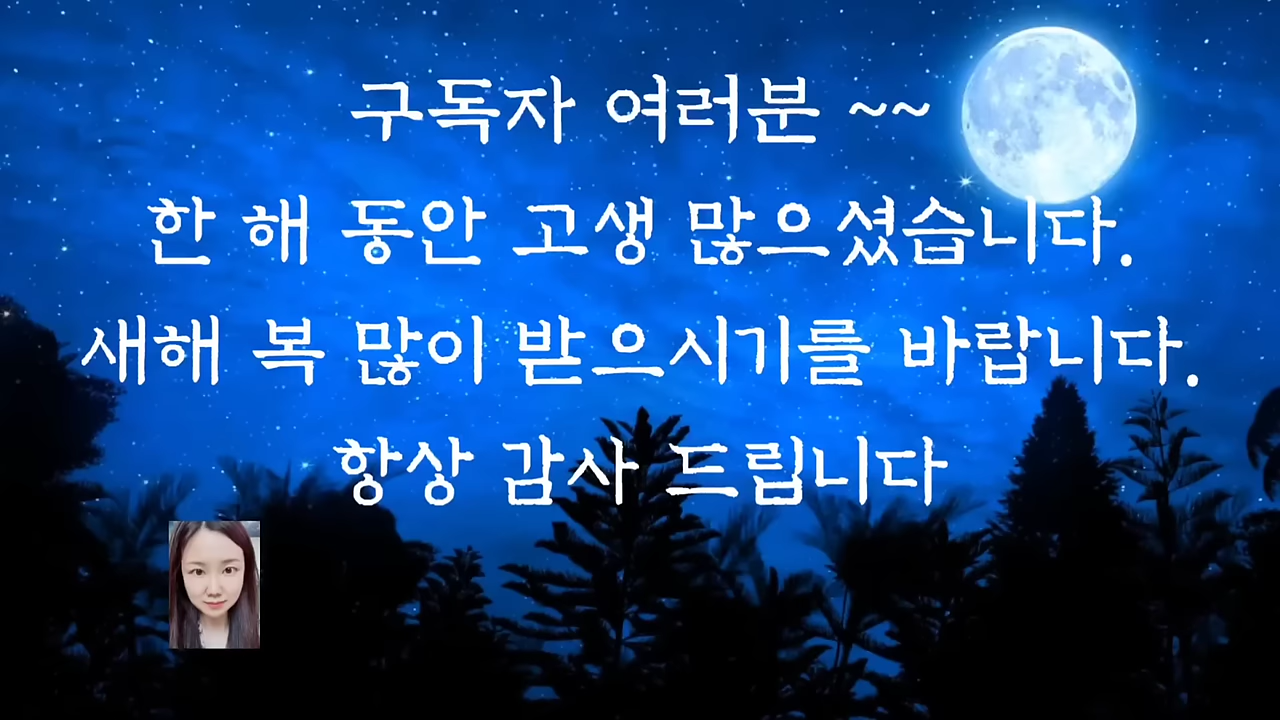 구독자 여러분 ~~
한 해 동안 고생 많으셨습니다.
새해 복 많이 받으시기를 바랍니다.
항상 감사 드립니다